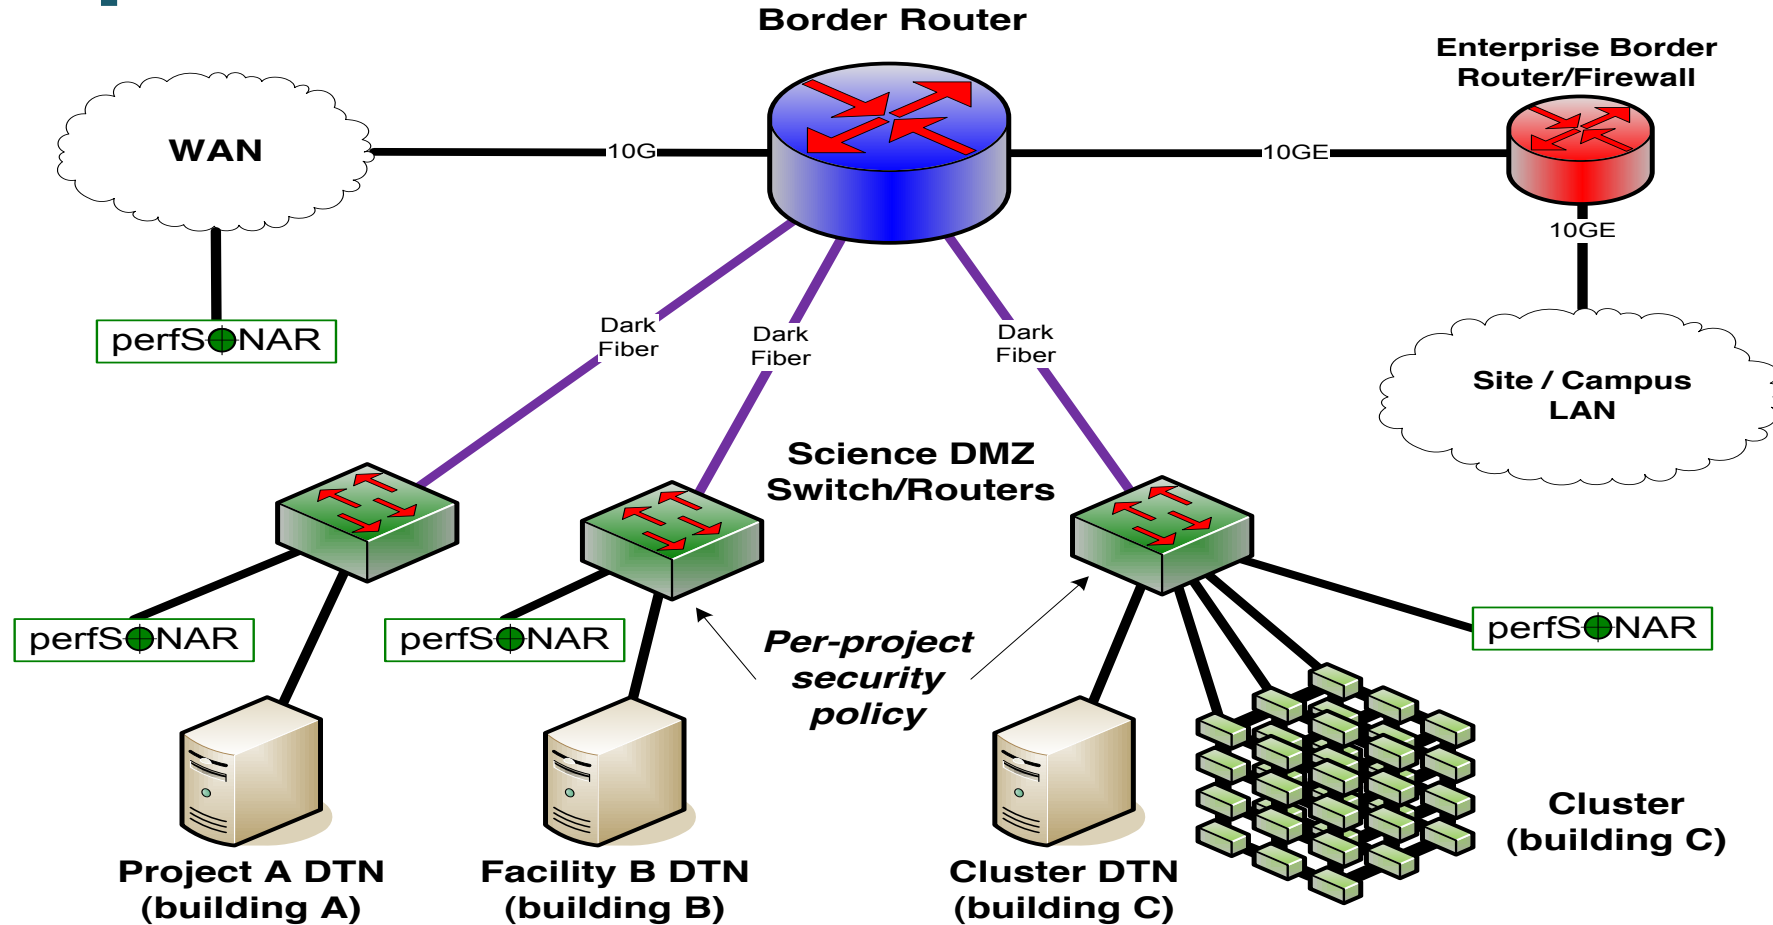 Border Router
Enterprise Border
Router/Firewall
WAN
10G
10GE
10GE
perfSONAR
Dark
Fiber
Dark
Fiber
Dark
Fiber
Site / Campus
LAN
Science DMZ
Switch/Routers
perfSONAR
perfSONAR
perfSONAR
Per-project
security
policy
Project A DTN
(building A)
Facility B DTN
(building B)
Cluster DTN
(building C)
Cluster
(building C)